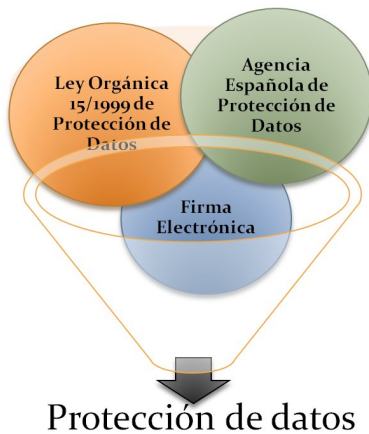 Ley Orgánica
15/1999 de
Protección de
Datos
Agencia
Española de
Protección de
Datos
Firma
Electrónica
Protección de datos